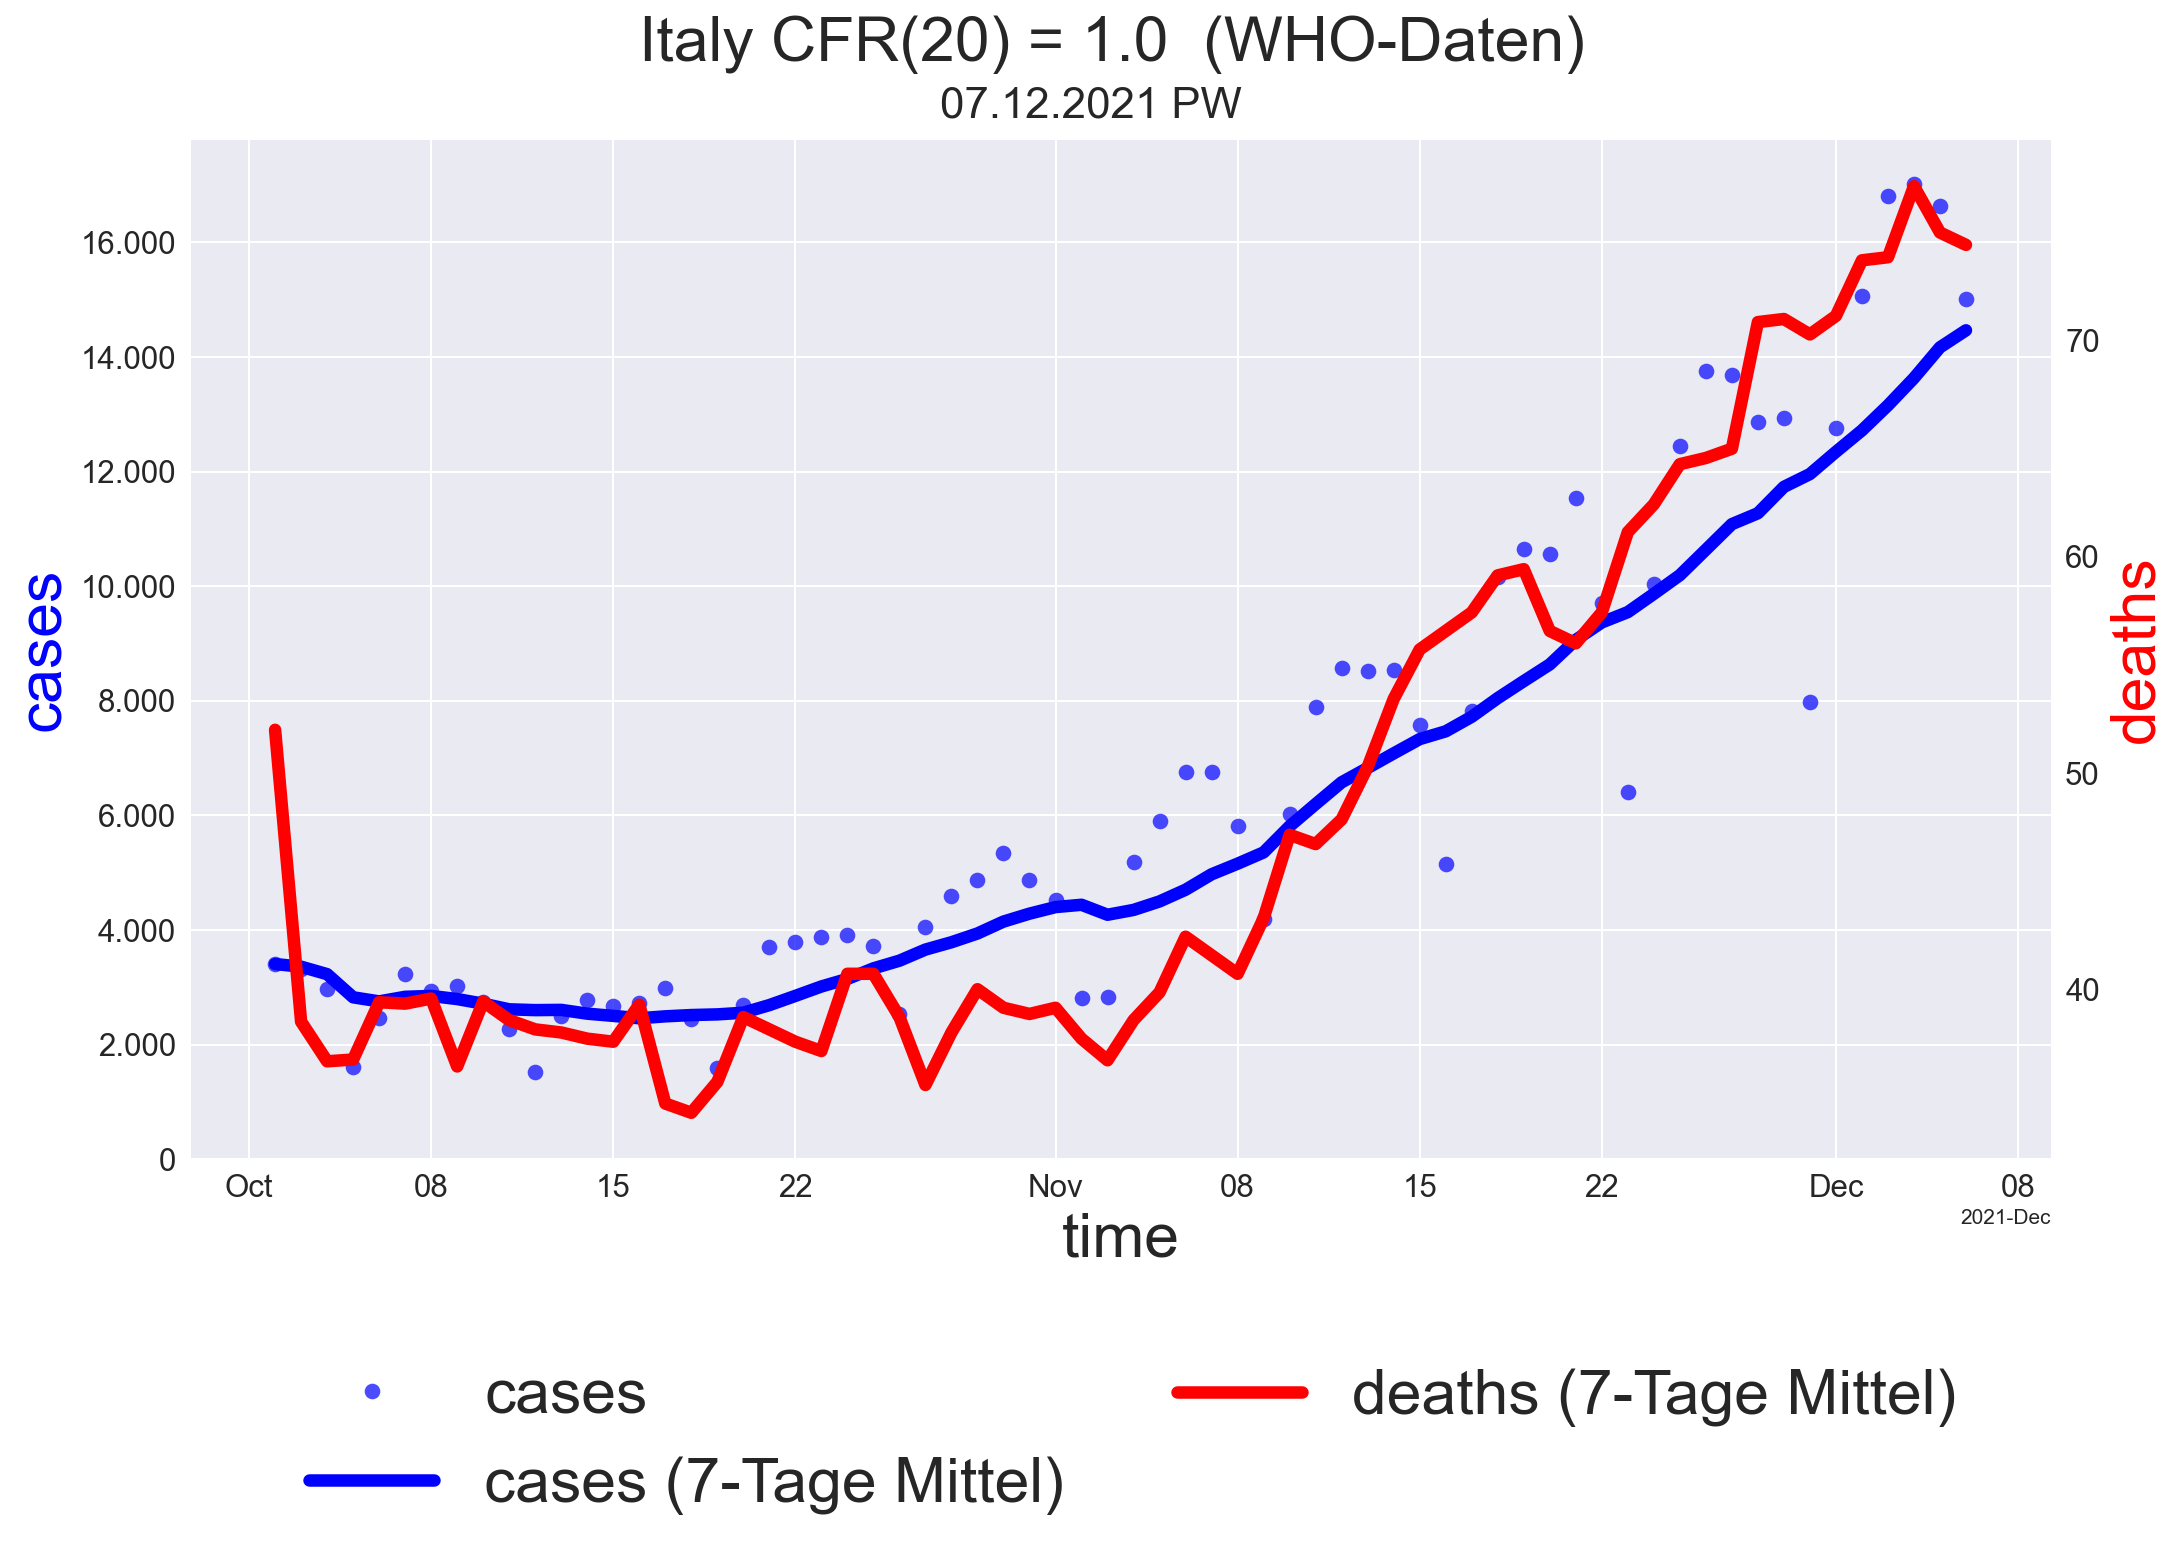 Italy CFR(20) = 1.0 (WHO-Daten)
07.12.2021 PW
cases
16.000
14.000
12.000
10.000
8.000
6.000
4.000
2.000
0
70
60
50
40
deaths
Oct 08 15 22 Nov 08 15 22 Dec 08
2021-Dec
time
cases
cases (7-Tage Mittel)
deaths (7-Tage Mittel)